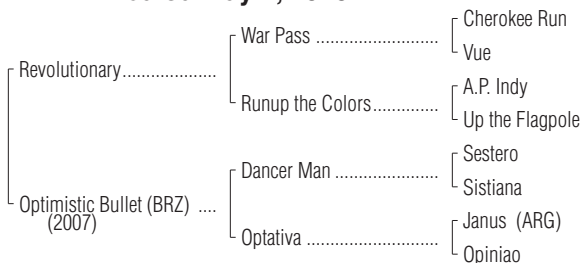 Cherokee Run
War Pass ..............................
Vue
Revolutionary....................
A.P. Indy
Runup the Colors..............
Up the Flagpole
Sestero
Dancer Man ......................
Sistiana
Optimistic Bullet (BRZ) ....
(2007)
Janus (ARG)
Optativa ............................
Opiniao